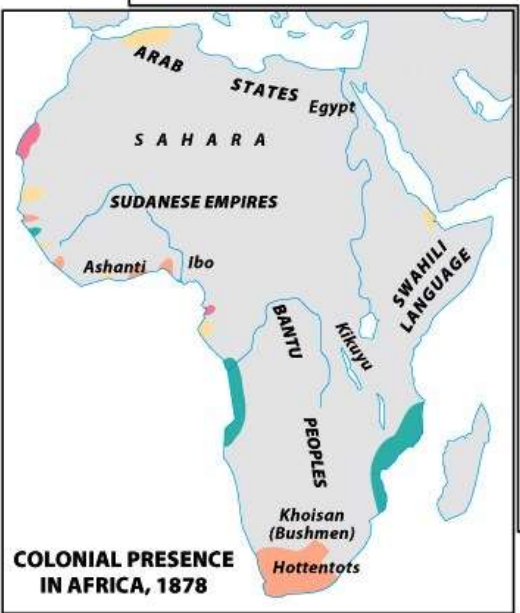 ARAB
STATES
Egypt
SAHARA
SUDANESE EMPIRES
Ashanti
Ibo
SWAHILI
LANGUAGE
BANTU
Kikuyu
PEOPLES
Khoisan
(Bushmen)
Hottentots
COLONIAL PRESENCE
IN AFRICA, 1878